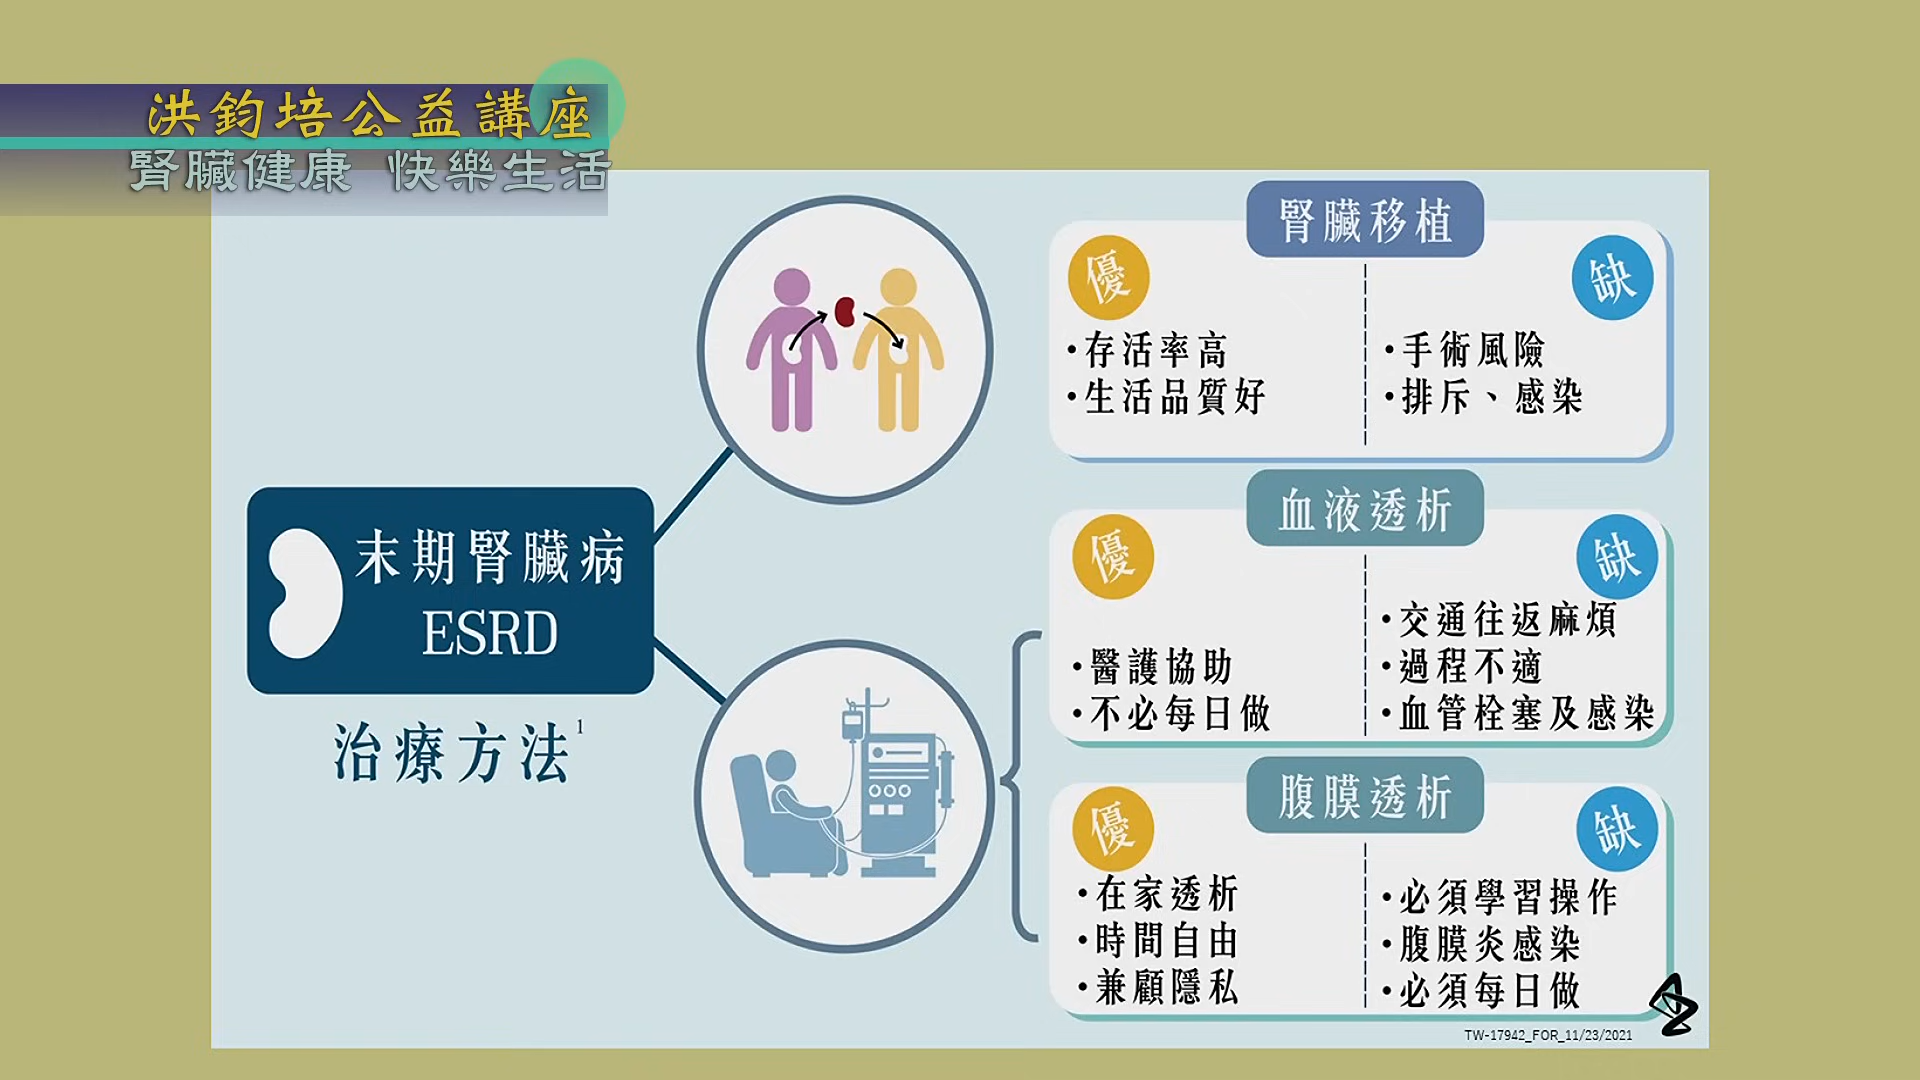 洪鈞培公益講座
腎臟健康 快樂生活
末期腎臟病
ESRD
治療方法1
腎臟移植
優
•存活率高
•生活品質好
缺
•手術風險
•排斥、感染
血液透析
優
•醫護協助
•不必每日做
缺
•交通往返麻煩
•過程不適
•血管栓塞及感染
腹膜透析
優
•在家透析
•時間自由
•兼顧隱私
缺
•必須學習操作
•腹膜炎感染
•必須每日做
TW-17942_FOR_11/23/2021